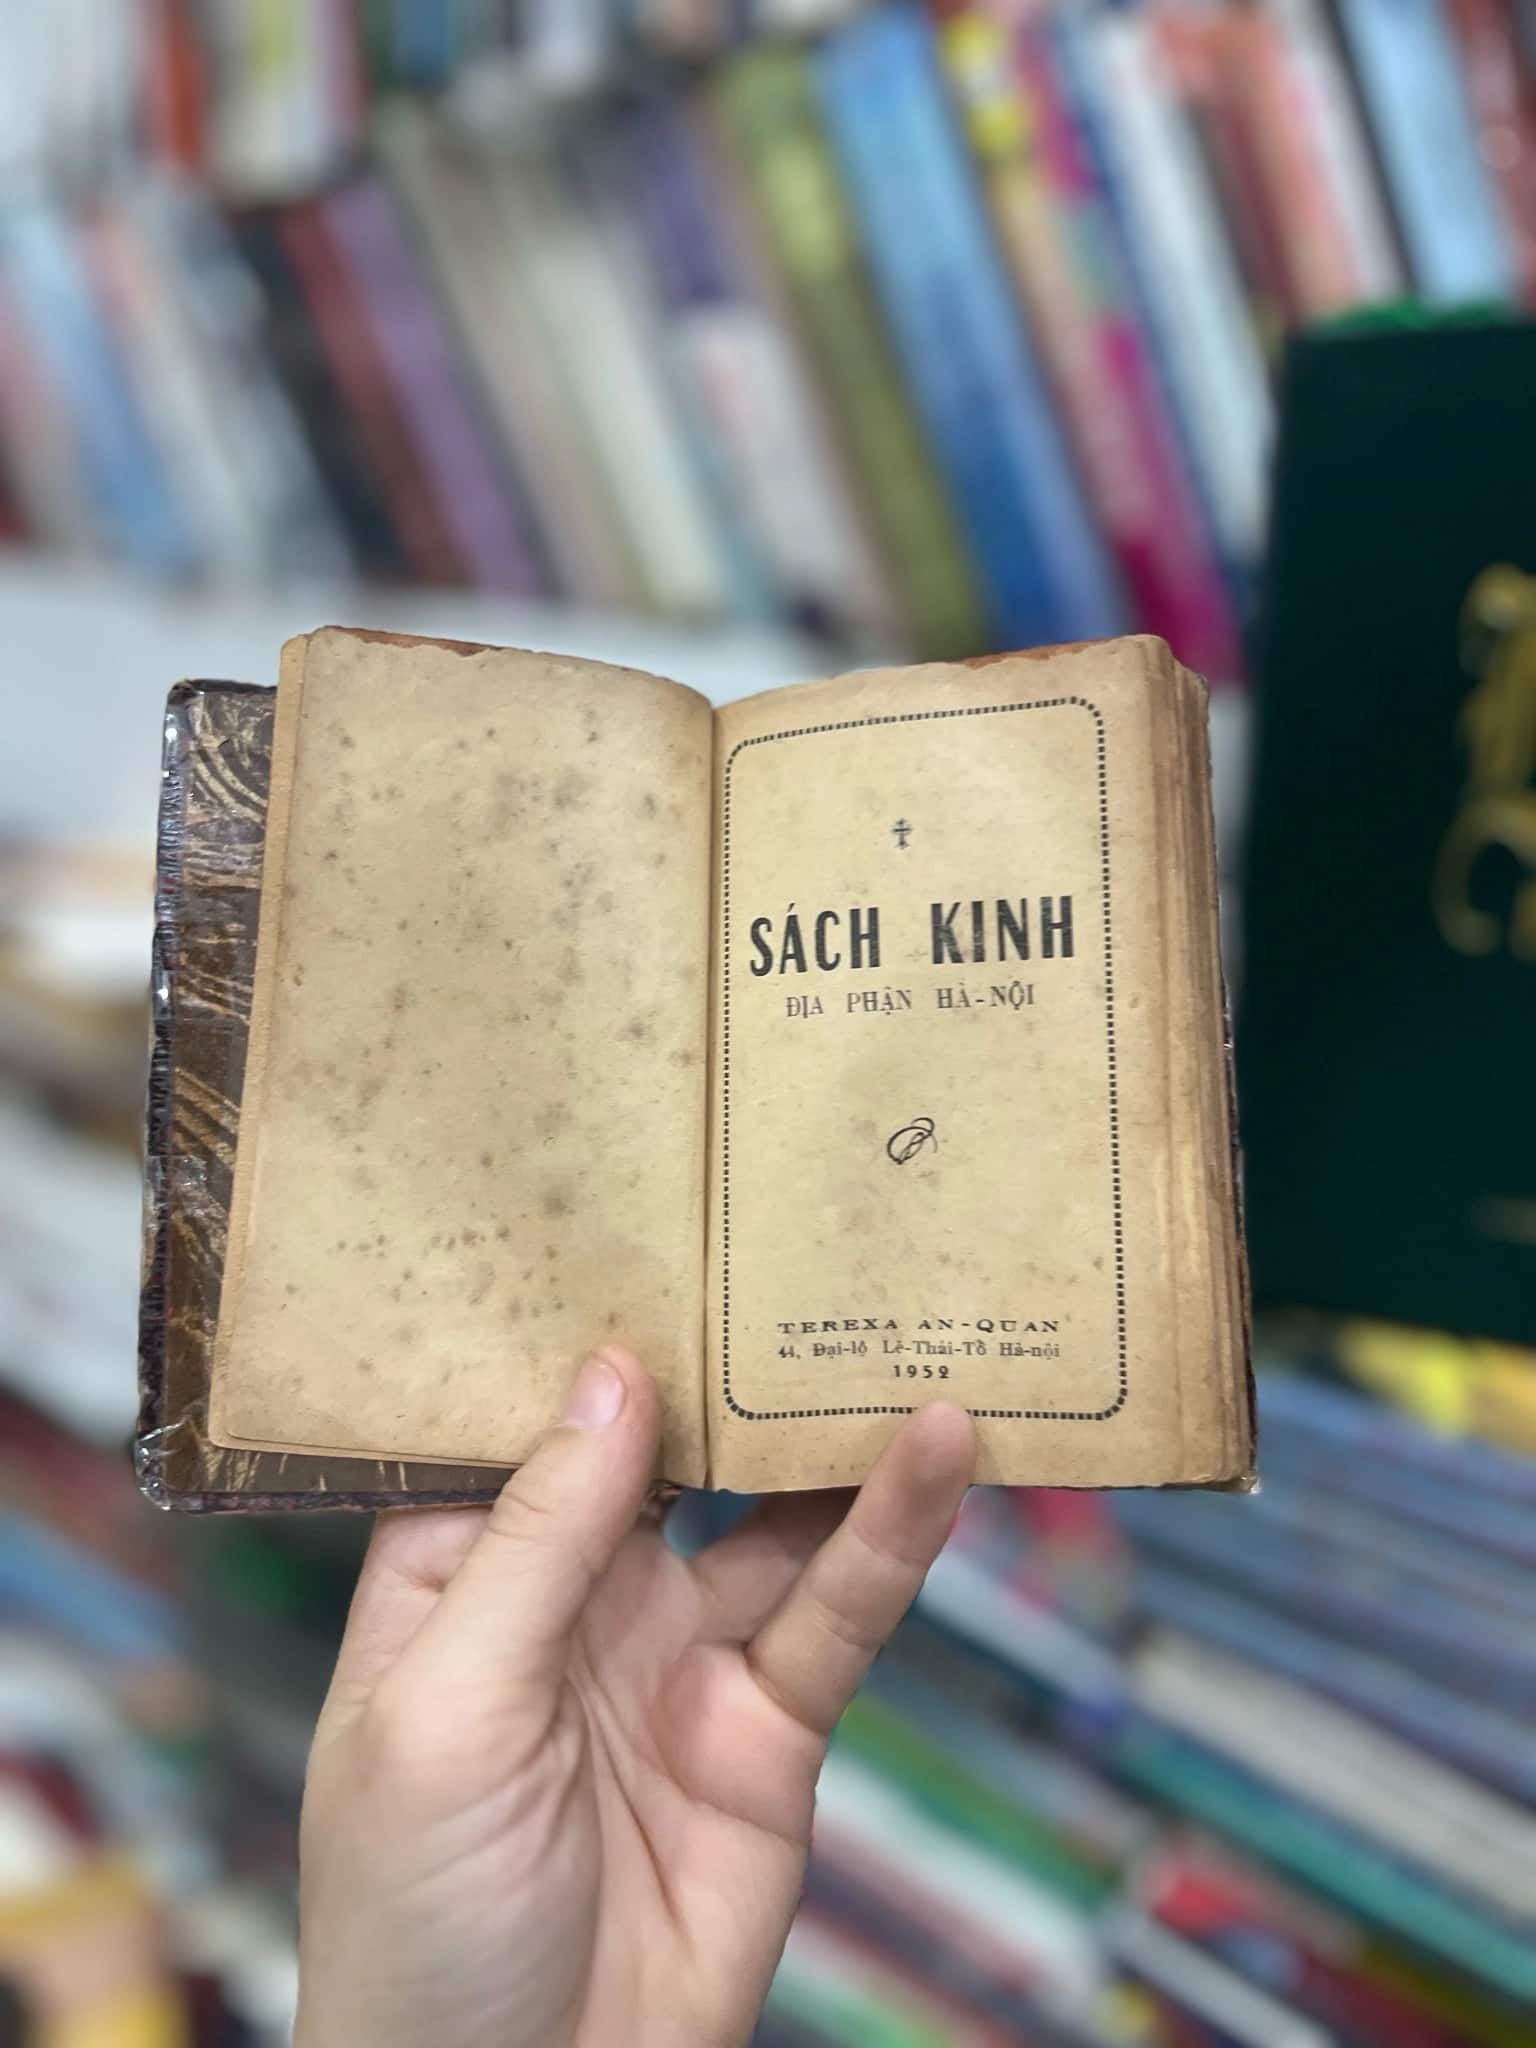 SÁCH KINH
ĐỊA PHẬN HÀ-NỘI
TEREXA AN-QUAN
44, Đại-lộ Lê-Thái-Tổ Hà-nội
1952